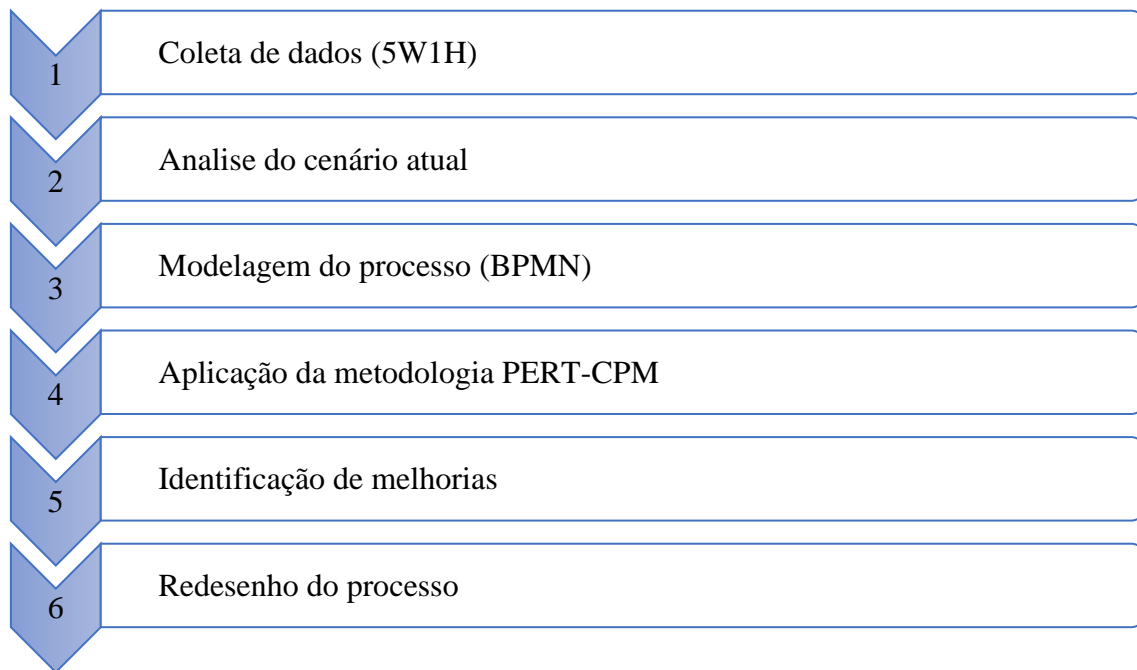 1 Coleta de dados (5W1H)
2 Analise do cenário atual
3 Modelagem do processo (BPMN)
4 Aplicação da metodologia PERT-CPM
5 Identificação de melhorias
6 Redesenho do processo